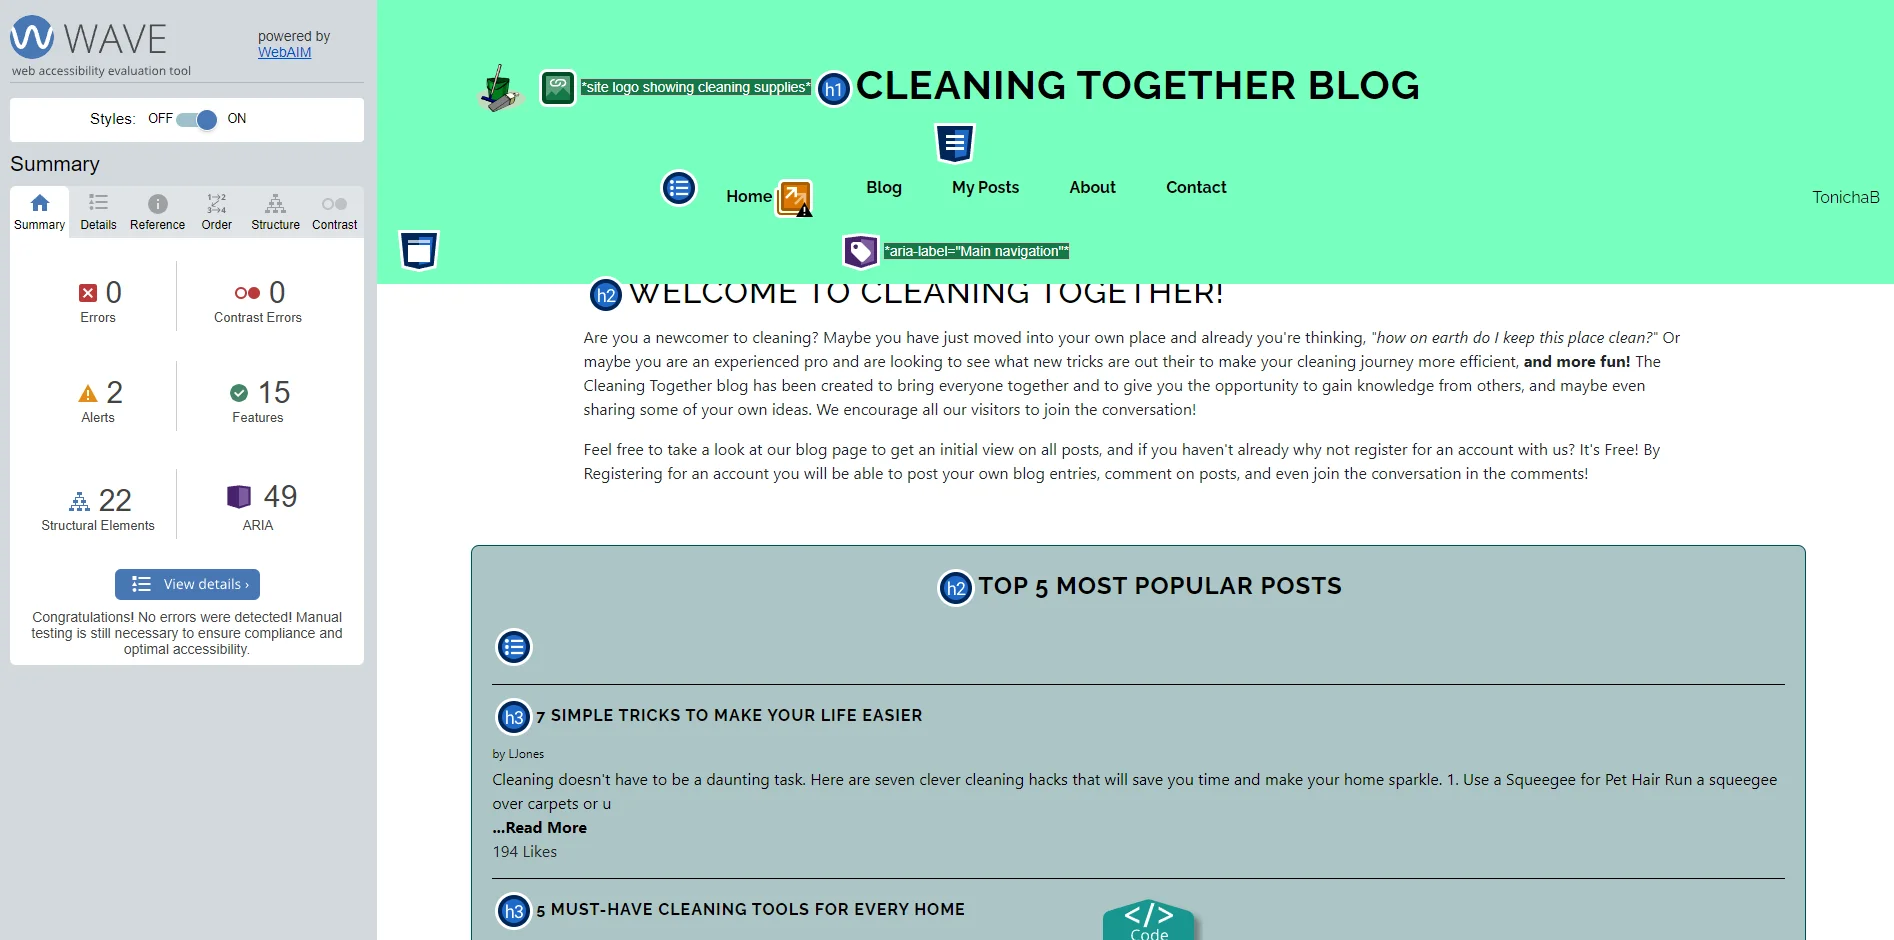 WAVE
web accessibility evaluation tool
powered by
WebAIM
Styles: OFF ON
Summary
Summary Details Reference Order Structure Contrast
0
Errors
0
Contrast Errors
2
Alerts
15
Features
22
Structural Elements
49
ARIA
View details ›
Congratulations! No errors were detected! Manual
testing is still necessary to ensure compliance and
optimal accessibility.
*site logo showing cleaning supplies*
h1 CLEANING TOGETHER BLOG
Home Blog My Posts About Contact
TonichaB
*aria-label="Main navigation"*
h2 WELCOME TO CLEANING TOGETHER!
Are you a newcomer to cleaning? Maybe you have just moved into your own place and already you're thinking, "how on earth do I keep this place clean?" Or
maybe you are an experienced pro and are looking to see what new tricks are out their to make your cleaning journey more efficient, and more fun! The
Cleaning Together blog has been created to bring everyone together and to give you the opportunity to gain knowledge from others, and maybe even
sharing some of your own ideas. We encourage all our visitors to join the conversation!
Feel free to take a look at our blog page to get an initial view on all posts, and if you haven't already why not register for an account with us? It's Free! By
Registering for an account you will be able to post your own blog entries, comment on posts, and even join the conversation in the comments!
h2 TOP 5 MOST POPULAR POSTS
h3 7 SIMPLE TRICKS TO MAKE YOUR LIFE EASIER
by LJones
Cleaning doesn't have to be a daunting task. Here are seven clever cleaning hacks that will save you time and make your home sparkle. 1. Use a Squeegee for Pet Hair Run a squeegee
over carpets or u
...Read More
194 Likes
h3 5 MUST-HAVE CLEANING TOOLS FOR EVERY HOME
</>
Code